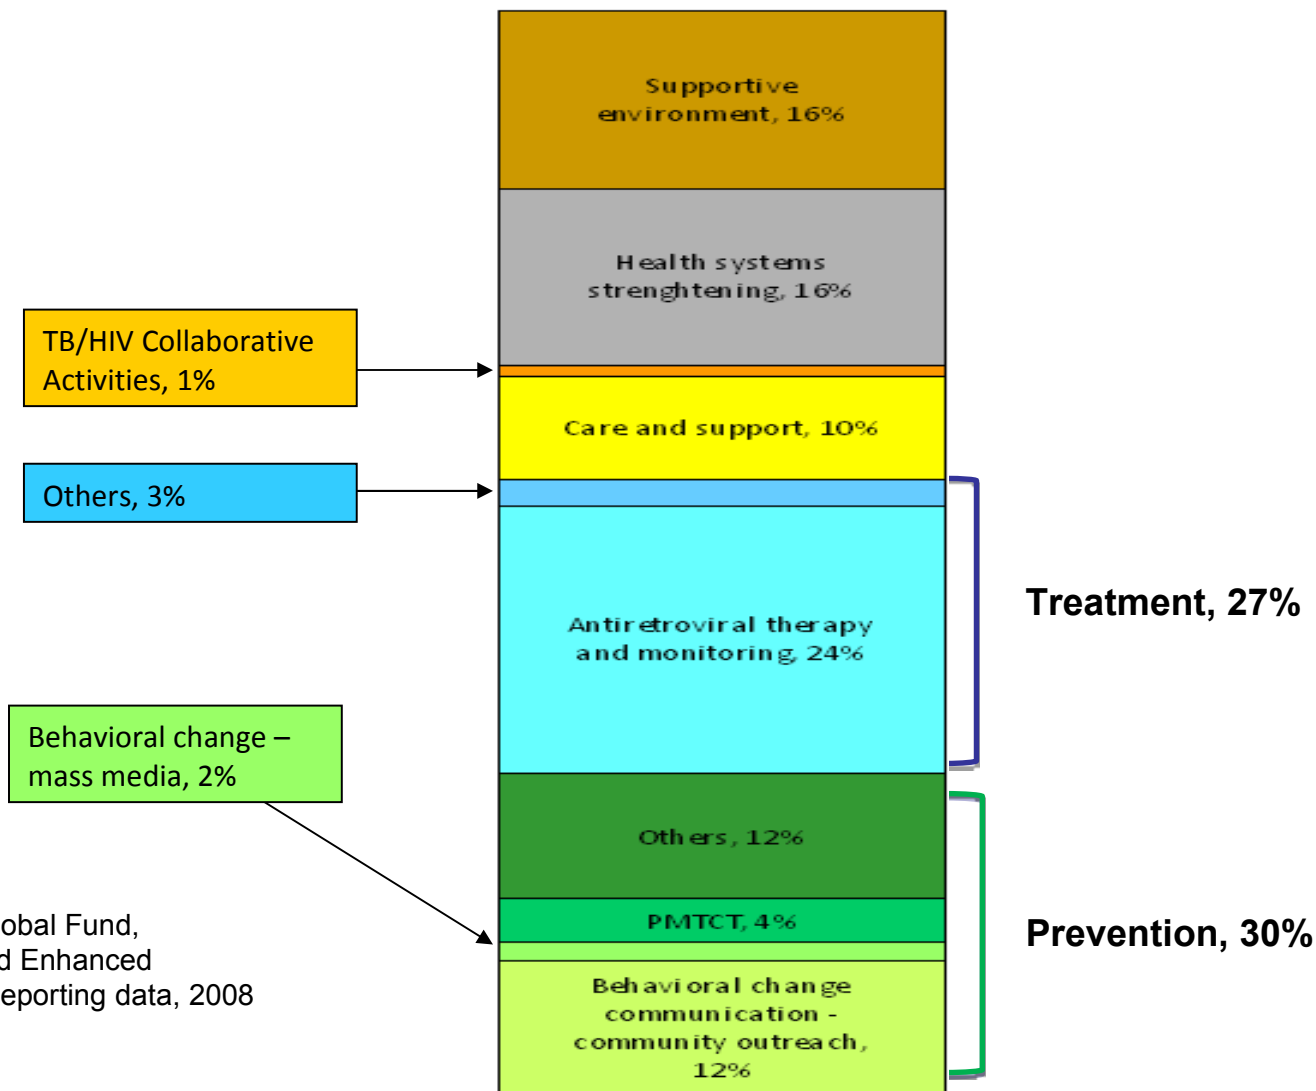 Supportive
environment, 16%
Health systems
strenghtening, 16%
TB/HIV Collaborative
Activities, 1%
Care and support, 10%
Others, 3%
Antiretroviral therapy
and monitoring, 24%
Treatment, 27%
Behavioral change –
mass media, 2%
Others, 12%
PMTCT, 4%
Prevention, 30%
Behavioral change
communication -
community outreach,
12%
obal Fund,
d Enhanced
eporting data, 2008